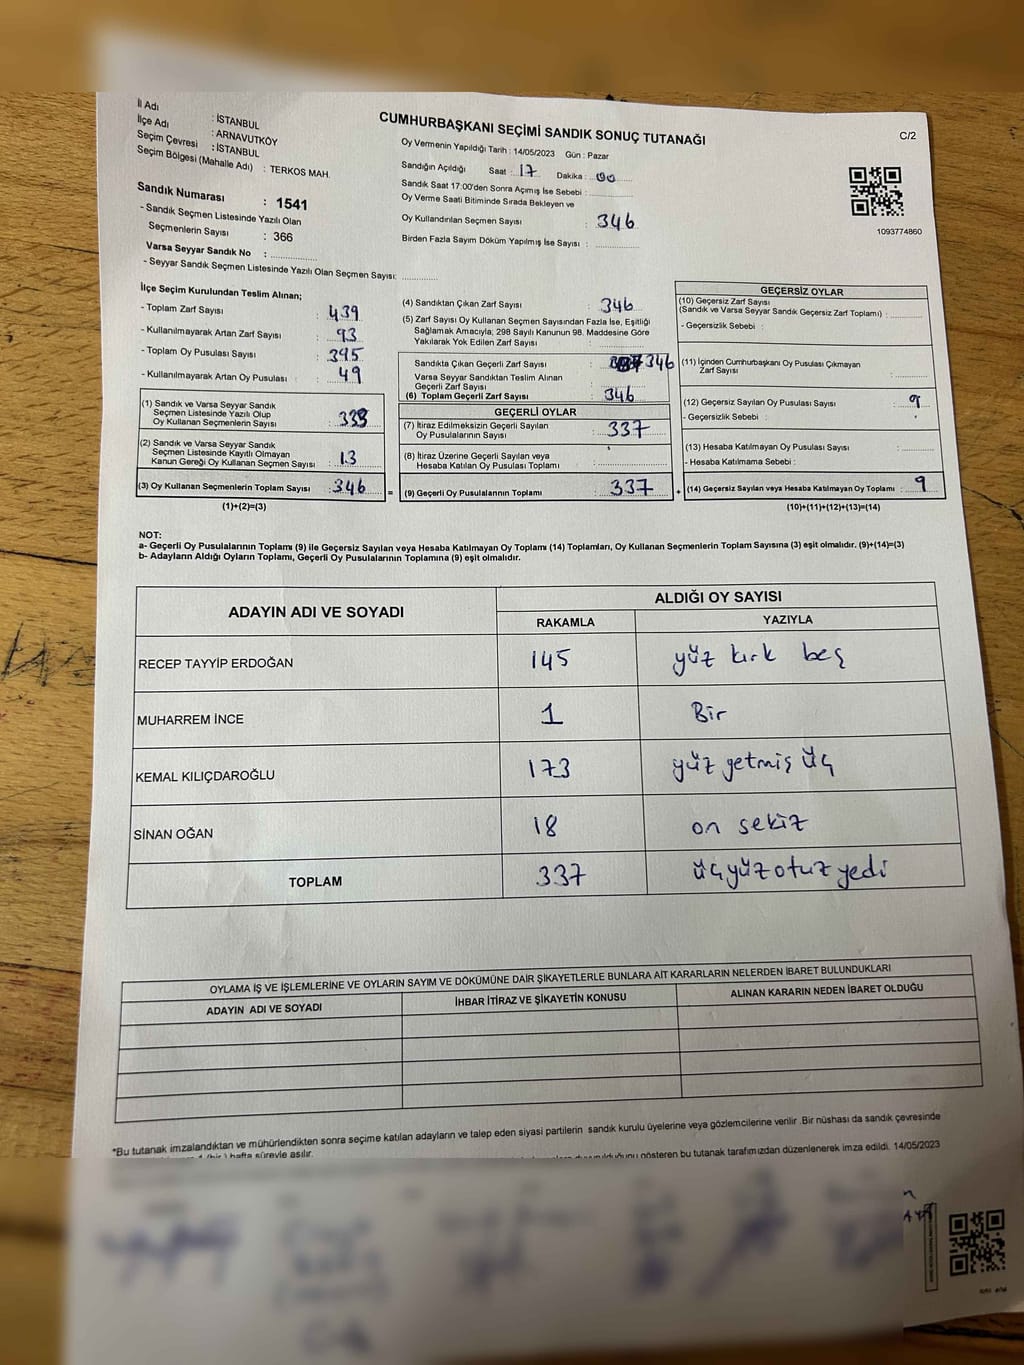 İl Adı : İSTANBUL
İlçe Adı : ARNAVUTKÖY
Seçim Çevresi : İSTANBUL
Seçim Bölgesi (Mahalle Adı) : TERKOS MAH.
Sandık Numarası : 1541
- Sandık Seçmen Listesinde Yazılı Olan
Seçmenlerin Sayısı : 366
Varsa Seyyar Sandık No :
- Seyyar Sandık Seçmen Listesinde Yazılı Olan Seçmen Sayısı:
CUMHURBAŞKANI SEÇİMİ SANDIK SONUÇ TUTANAĞI
C/2
Oy Vermenin Yapıldığı Tarih : 14/05/2023 Gün : Pazar
Sandığın Açıldığı Saat : 17 Dakika : 00
Sandık Saat 17:00'den Sonra Açımış İse Sebebi :
Oy Verme Saati Bitiminde Sırada Bekleyen ve
Oy Kullandırılan Seçmen Sayısı : 346
Birden Fazla Sayım Döküm Yapılmış İse Sayısı :
1093774860
İlçe Seçim Kurulundan Teslim Alınan;
- Toplam Zarf Sayısı : 439
- Kullanılmayarak Artan Zarf Sayısı : 93
- Toplam Oy Pusulası Sayısı : 395
- Kullanılmayarak Artan Oy Pusulası : 49
(1) Sandık ve Varsa Seyyar Sandık
Seçmen Listesinde Yazılı Olup
Oy Kullanan Seçmenlerin Sayısı : 333
(2) Sandık ve Varsa Seyyar Sandık
Seçmen Listesinde Kayıtlı Olmayan
Kanun Gereği Oy Kullanan Seçmen Sayısı : 13
(3) Oy Kullanan Seçmenlerin Toplam Sayısı : 346 =
(1)+(2)=(3)
(4) Sandıktan Çıkan Zarf Sayısı : 346
(5) Zarf Sayısı Oy Kullanan Seçmen Sayısından Fazla İse, Eşitliği
Sağlamak Amacıyla; 298 Sayılı Kanunun 98. Maddesine Göre
Yakılarak Yok Edilen Zarf Sayısı :
Sandıkta Çıkan Geçerli Zarf Sayısı : 346
Varsa Seyyar Sandıktan Teslim Alınan
Geçerli Zarf Sayısı :
(6) Toplam Geçerli Zarf Sayısı : 346
GEÇERLİ OYLAR
(7) İtiraz Edilmeksizin Geçerli Sayılan
Oy Pusulalarının Sayısı : 337
(8) İtiraz Üzerine Geçerli Sayılan veya
Hesaba Katılan Oy Pusulası Toplamı :
(9) Geçerli Oy Pusulalarının Toplamı : 337 +
GEÇERSİZ OYLAR
(10) Geçersiz Zarf Sayısı
(Sandık ve Varsa Seyyar Sandık Geçersiz Zarf Toplamı) :
- Geçersizlik Sebebi :
(11) İçinden Cumhurbaşkanı Oy Pusulası Çıkmayan
Zarf Sayısı :
(12) Geçersiz Sayılan Oy Pusulası Sayısı : 9
- Geçersizlik Sebebi :
(13) Hesaba Katılmayan Oy Pusulası Sayısı :
- Hesaba Katılmama Sebebi :
(14) Geçersiz Sayılan veya Hesaba Katılmayan Oy Toplamı : 9
(10)+(11)+(12)+(13)=(14)
NOT:
a- Geçerli Oy Pusulalarının Toplamı (9) ile Geçersiz Sayılan veya Hesaba Katılmayan Oy Toplamı (14) Toplamları, Oy Kullanan Seçmenlerin Toplam Sayısına (3) eşit olmalıdır. (9)+(14)=(3)
b- Adayların Aldığı Oyların Toplamı, Geçerli Oy Pusulalarının Toplamına (9) eşit olmalıdır.
ADAYIN ADI VE SOYADI
ALDIĞI OY SAYISI
RAKAMLA YAZIYLA
RECEP TAYYİP ERDOĞAN 145 yüz kırk beş
MUHARREM İNCE 1 Bir
KEMAL KILIÇDAROĞLU 173 yüz yetmiş üç
SİNAN OĞAN 18 on sekiz
TOPLAM 337 üçyüzotuzyedi
OYLAMA İŞ VE İŞLEMLERİNE VE OYLARIN SAYIM VE DÖKÜMÜNE DAİR ŞİKAYETLERLE BUNLARA AİT KARARLARIN NELERDEN İBARET BULUNDUKLARI
ADAYIN ADI VE SOYADI İHBAR İTİRAZ VE ŞİKAYETİN KONUSU ALINAN KARARIN NEDEN İBARET OLDUĞU
*Bu tutanak imzalandıktan ve mühürlendikten sonra seçime katılan adayların ve talep eden siyasi partilerin sandık kurulu üyelerine veya gözlemcilerine verilir. Bir nüshası da sandık çevresinde
1 (bir) hafta süreyle asılır.
gösteren bu tutanak tarafımızdan düzenlenerek imza edildi. 14/05/2023